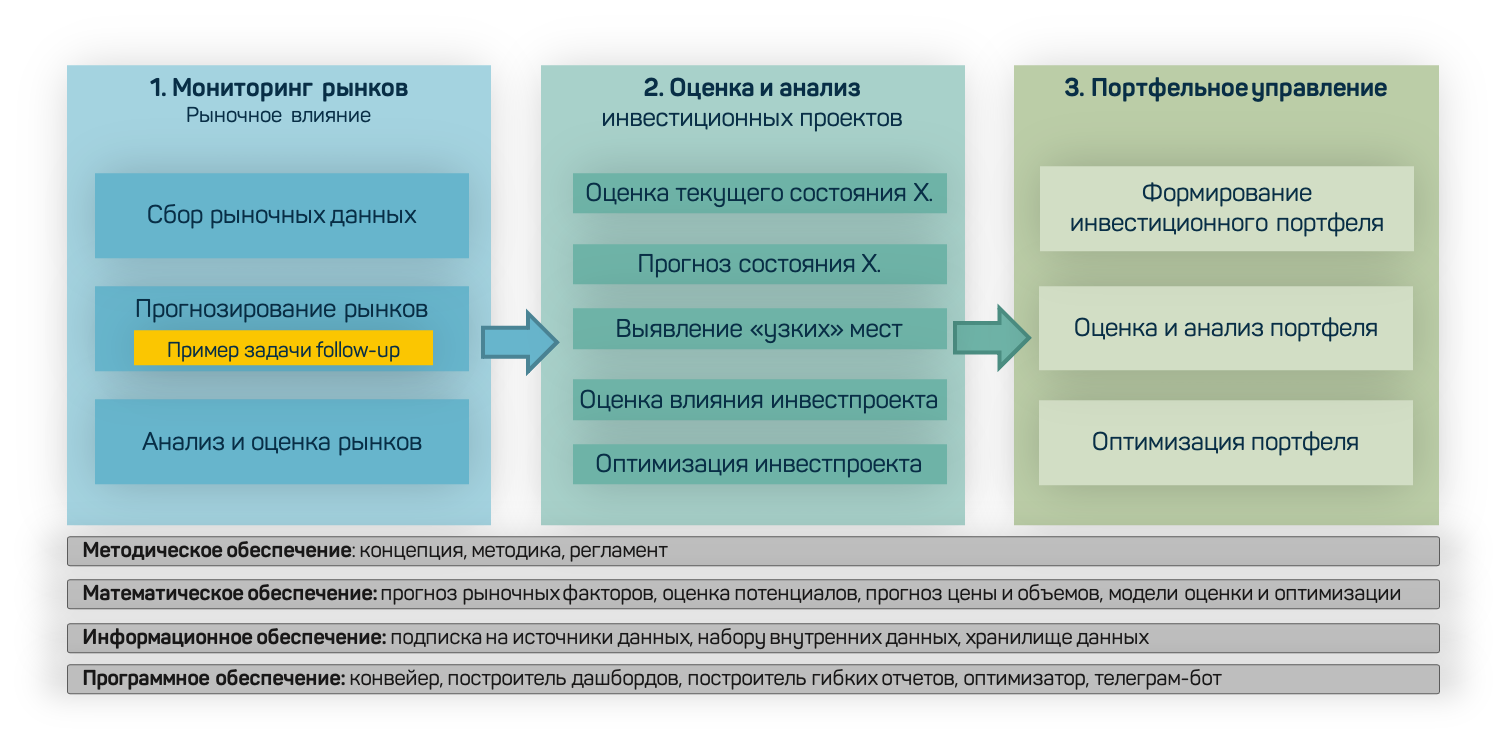 1. Мониторинг рынков
Рыночное влияние
Сбор рыночных данных
Прогнозирование рынков
Пример задачи follow-up
Анализ и оценка рынков
2. Оценка и анализ
инвестиционных проектов
Оценка текущего состояния X.
Прогноз состояния X.
Выявление «узких» мест
Оценка влияния инвестпроекта
Оптимизация инвестпроекта
3. Портфельное управление
Формирование
инвестиционного портфеля
Оценка и анализ портфеля
Оптимизация портфеля
Методическое обеспечение: концепция, методика, регламент
Математическое обеспечение: прогноз рыночных факторов, оценка потенциалов, прогноз цены и объемов, модели оценки и оптимизации
Информационное обеспечение: подписка на источники данных, набору внутренних данных, хранилище данных
Программное обеспечение: конвейер, построитель дашбордов, построитель гибких отчетов, оптимизатор, телеграм-бот